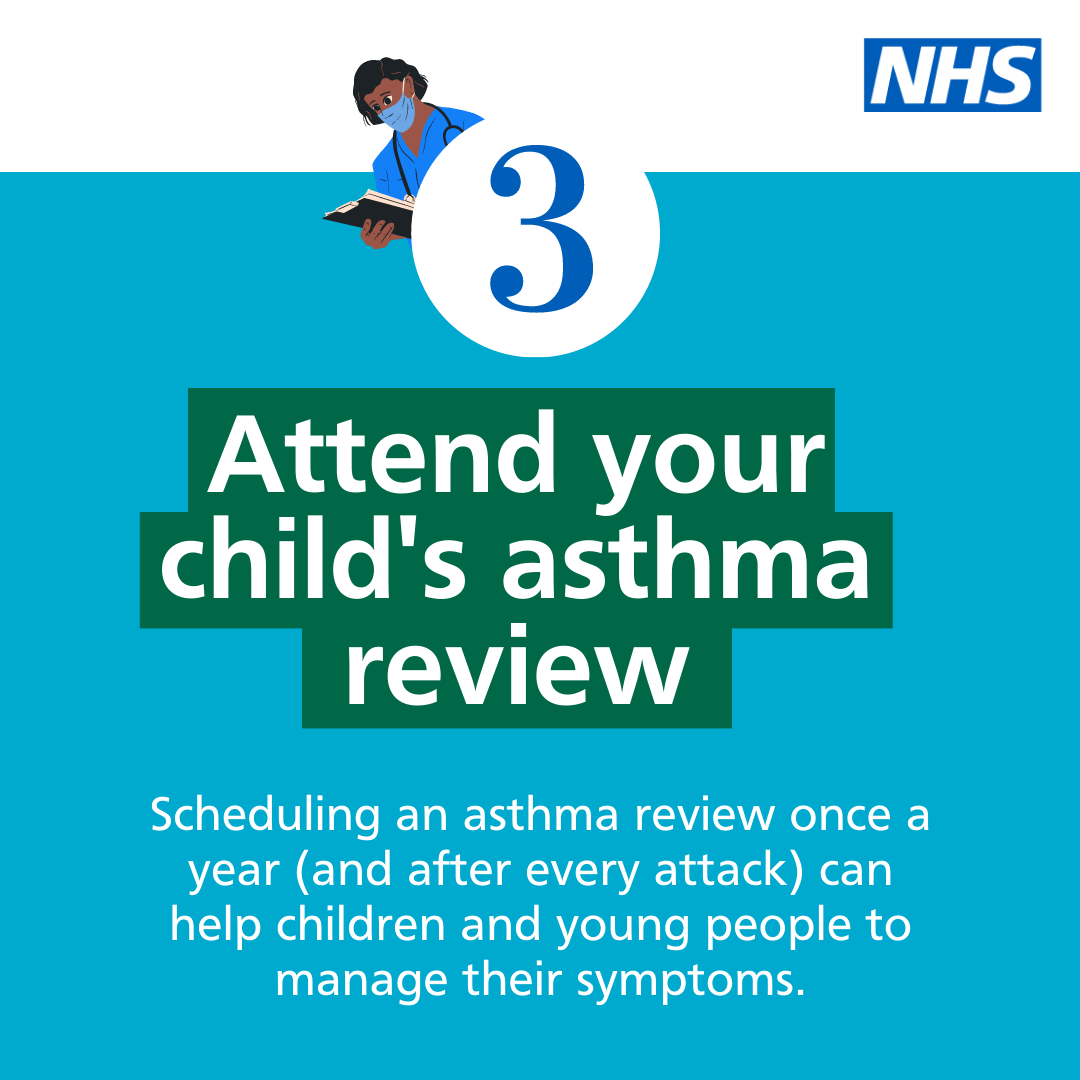 NHS
3
Attend your
child's asthma
review
Scheduling an asthma review once a
year (and after every attack) can
help children and young people to
manage their symptoms.